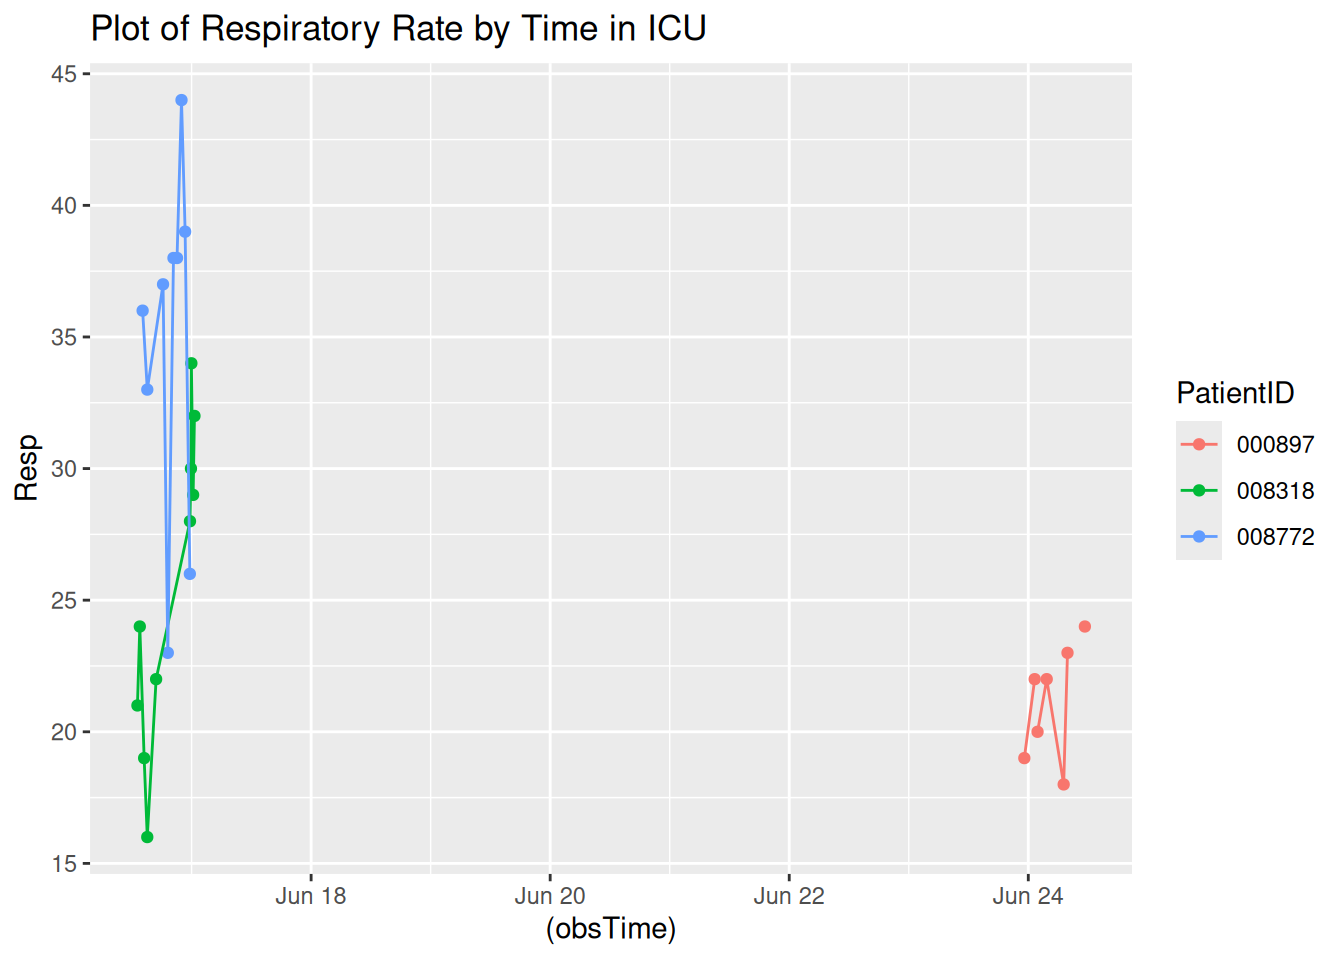 Plot of Respiratory Rate by Time in ICU
45
40
35
30
25
20
15
Resp
Jun 18
Jun 20
Jun 22
Jun 24
(obsTime)
PatientID
000897
008318
008772